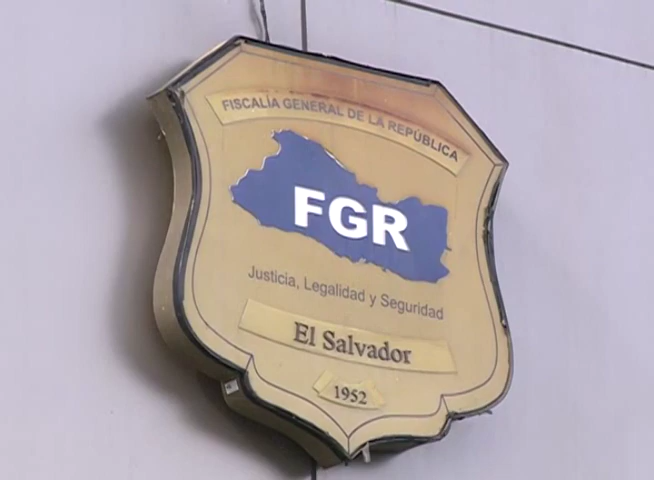 FISCALÍA GENERAL DE LA REPÚBLICA
FGR
Justicia, Legalidad y Seguridad
El Salvador
1952